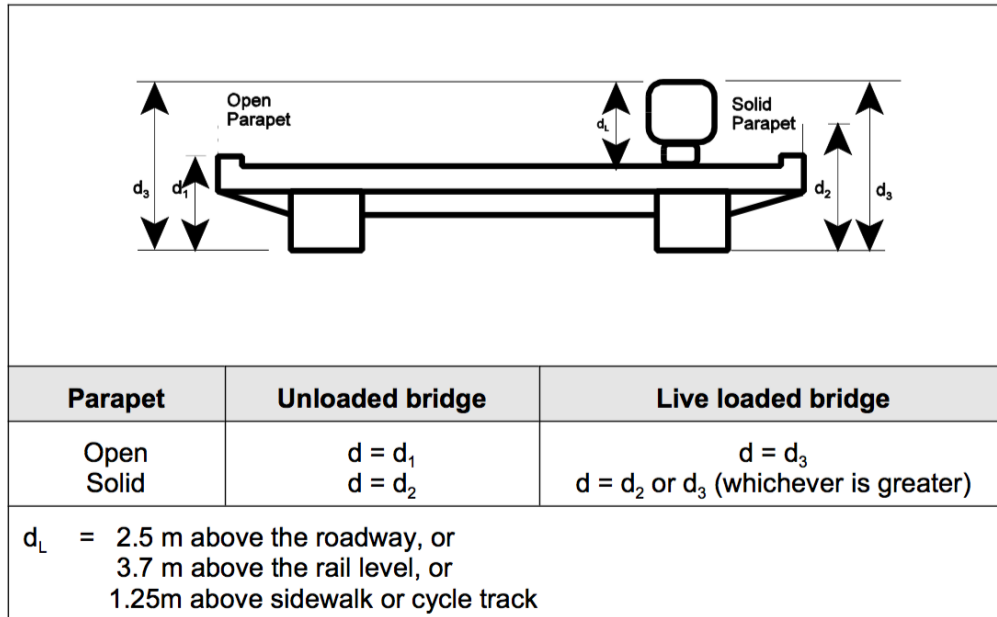 Open
Parapet
Solid
Parapet
d_L
d₃
d₁
d₂
d₃
Parapet
Unloaded bridge
Live loaded bridge
Open
d = d₁
d = d₃
Solid
d = d₂
d = d₂ or d₃ (whichever is greater)
d_L = 2.5 m above the roadway, or
3.7 m above the rail level, or
1.25m above sidewalk or cycle track